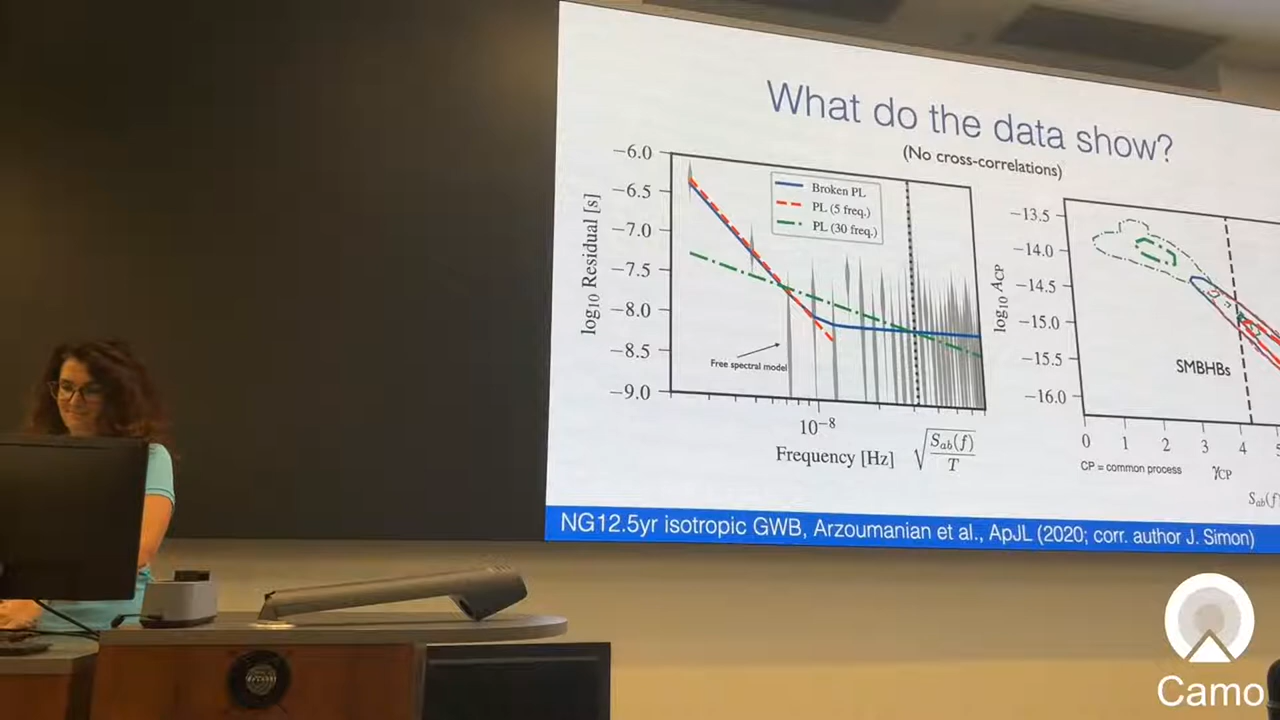 What do the data show?
(No cross-correlations)
−6.0
−6.5
−7.0
−7.5
−8.0
−8.5
−9.0
log₁₀ Residual [s]
Broken PL
PL (5 freq.)
PL (30 freq.)
Free spectral model
10⁻⁸
Frequency [Hz]
√(Sab(f)/T)
−13.5
−14.0
−14.5
−15.0
−15.5
−16.0
log₁₀ ACP
SMBHBs
0 1 2 3 4
CP = common process
γCP
Sab(f)
NG12.5yr isotropic GWB, Arzoumanian et al., ApJL (2020; corr. author J. Simon)
Camo